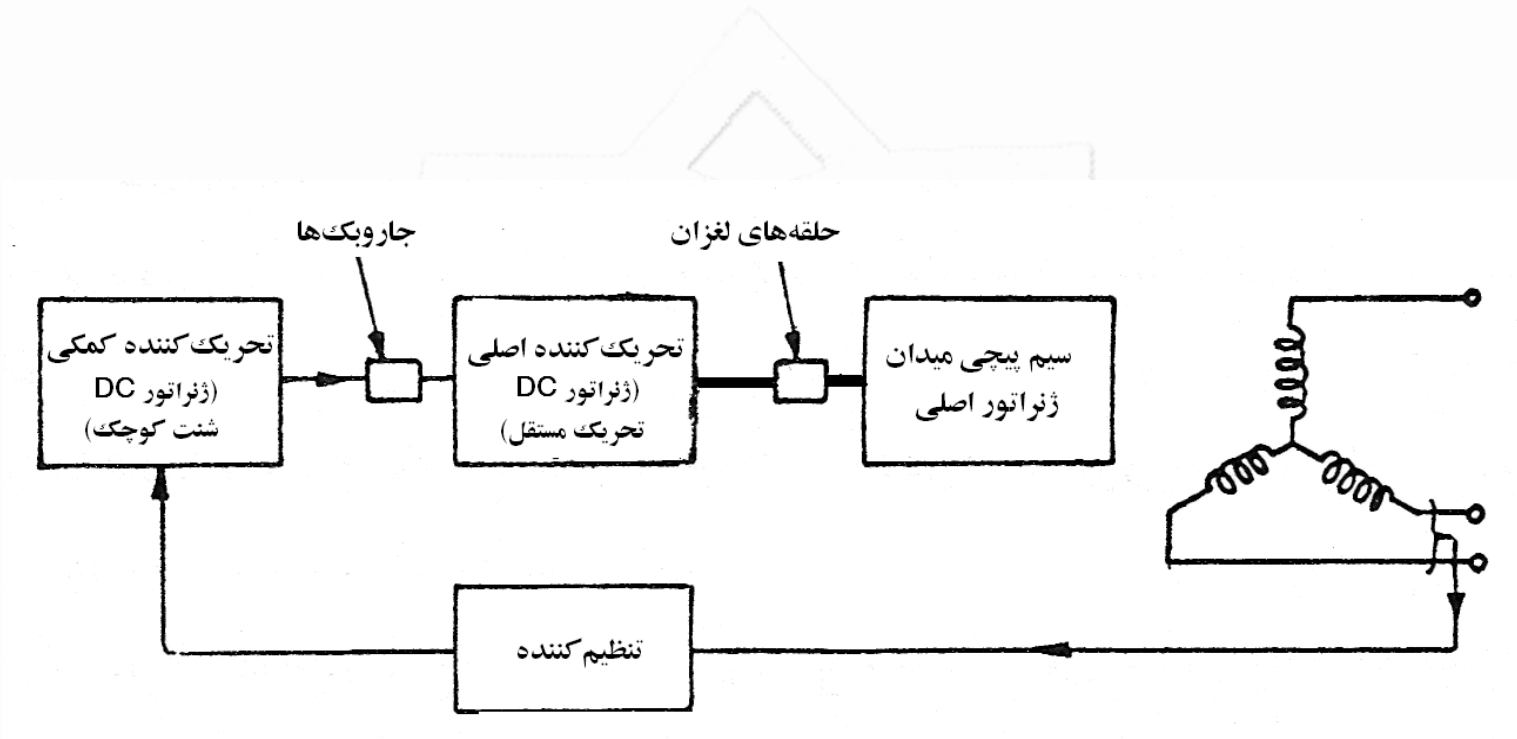 جاروبک‌ها
حلقه‌های لغزان
تحریک‌کننده کمکی
(ژنراتور DC
شنت کوچک)
تحریک‌کننده اصلی
(ژنراتور DC
تحریک مستقل)
سیم پیچی میدان
ژنراتور اصلی
تنظیم‌کننده